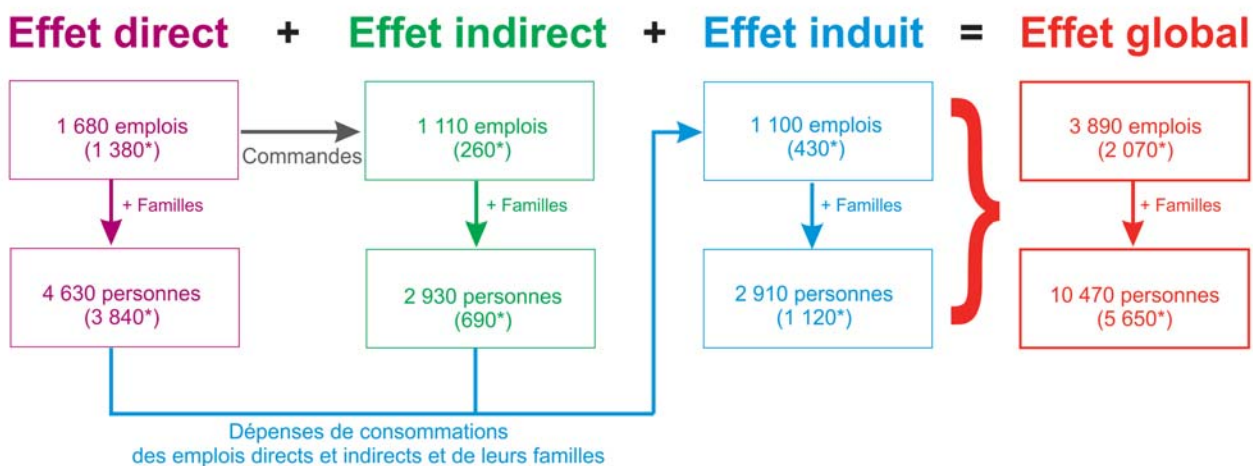 Effet direct + Effet indirect + Effet induit = Effet global
1 680 emplois
(1 380*)
Commandes
1 110 emplois
(260*)
1 100 emplois
(430*)
}
3 890 emplois
(2 070*)
+ Familles
+ Familles
+ Familles
+ Familles
4 630 personnes
(3 840*)
2 930 personnes
(690*)
2 910 personnes
(1 120*)
10 470 personnes
(5 650*)
Dépenses de consommations
des emplois directs et indirects et de leurs familles